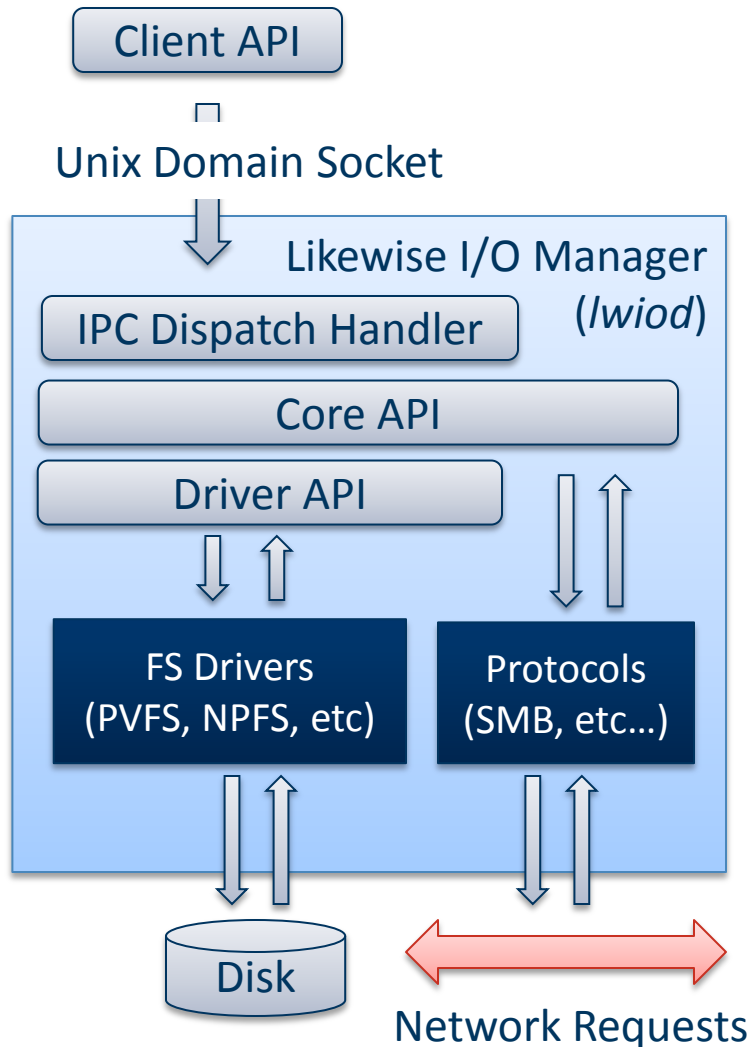 Client API
Unix Domain Socket
Likewise I/O Manager
(lwiod)
IPC Dispatch Handler
Core API
Driver API
FS Drivers
(PVFS, NPFS, etc)
Protocols
(SMB, etc…)
Disk
Network Requests